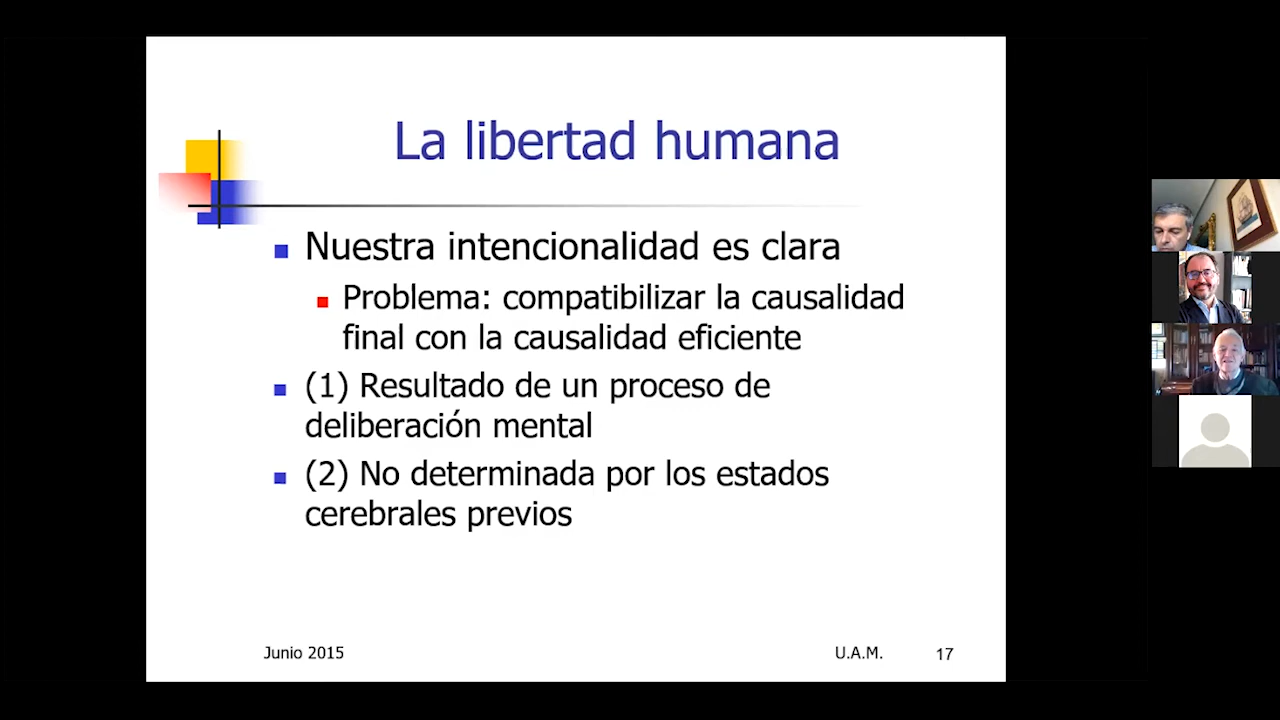 La libertad humana
Nuestra intencionalidad es clara
Problema: compatibilizar la causalidad
final con la causalidad eficiente
(1) Resultado de un proceso de
deliberación mental
(2) No determinada por los estados
cerebrales previos
Junio 2015
U.A.M.
17